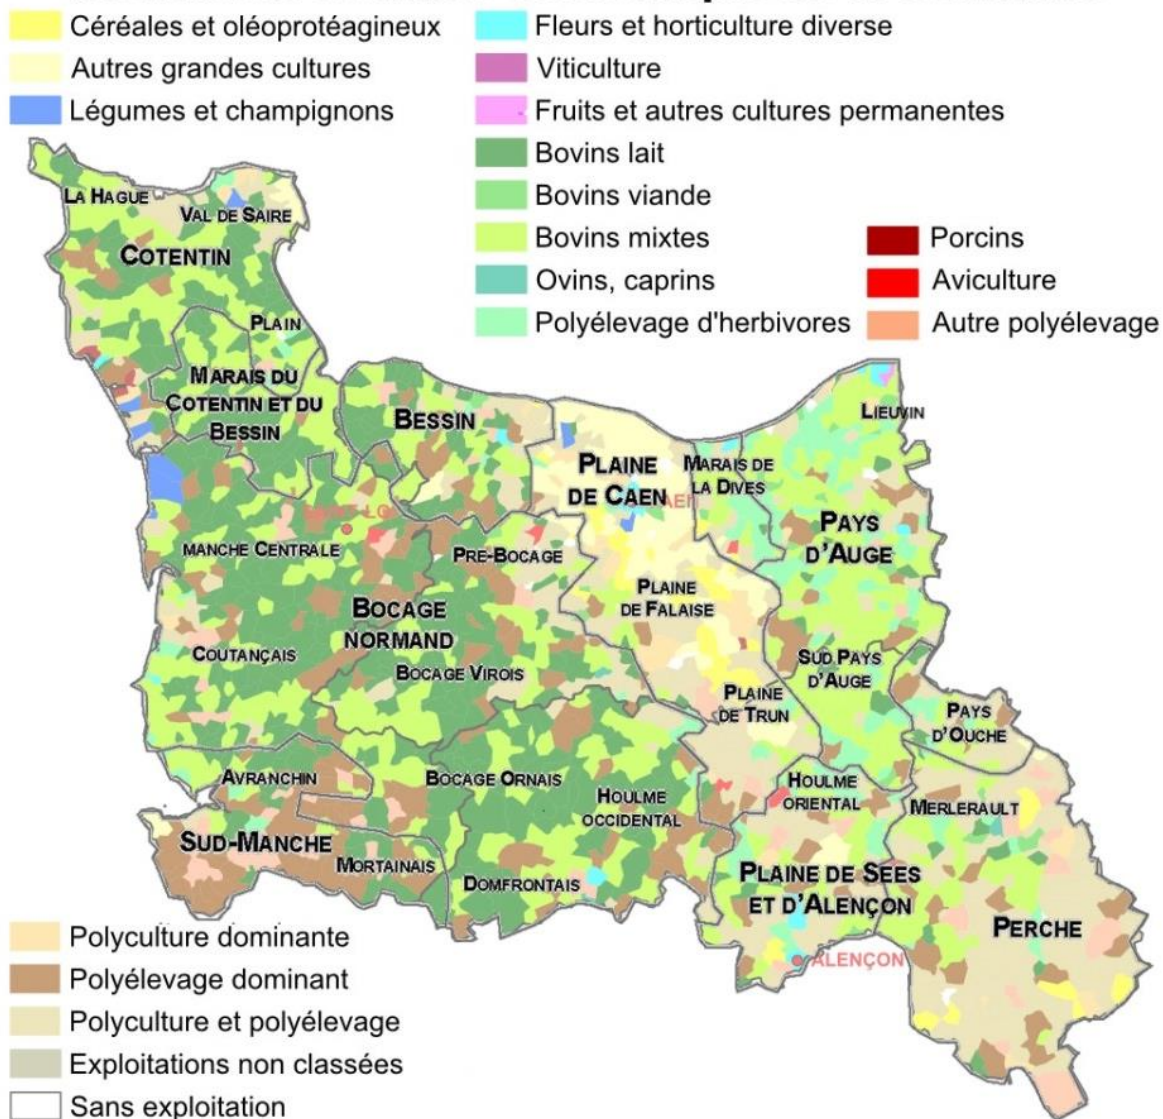 Céréales et oléoprotéagineux
Autres grandes cultures
Légumes et champignons
Fleurs et horticulture diverse
Viticulture
Fruits et autres cultures permanentes
Bovins lait
Bovins viande
Bovins mixtes
Ovins, caprins
Polyélevage d'herbivores
Porcins
Aviculture
Autre polyélevage
LA HAGUE
VAL DE SAIRE
COTENTIN
PLAIN
MARAIS DU
COTENTIN ET DU
BESSIN
BESSIN
LIEUVIN
PLAINE
DE CAEN
MARAIS DE
LA DIVES
PAYS
D'AUGE
MANCHE CENTRALE
PRE-BOCAGE
PLAINE
DE FALAISE
BOCAGE
NORMAND
COUTANÇAIS
BOCAGE VIROIS
SUD PAYS
D'AUGE
PLAINE
DE TRUN
PAYS
D'OUCHE
AVRANCHIN
BOCAGE ORNAIS
HOULME
OCCIDENTAL
HOULME
ORIENTAL
MERLERAULT
SUD-MANCHE
MORTAINAIS
DOMFRONTAIS
PLAINE DE SEES
ET D'ALENÇON
PERCHE
ALENÇON
Polyculture dominante
Polyélevage dominant
Polyculture et polyélevage
Exploitations non classées
Sans exploitation